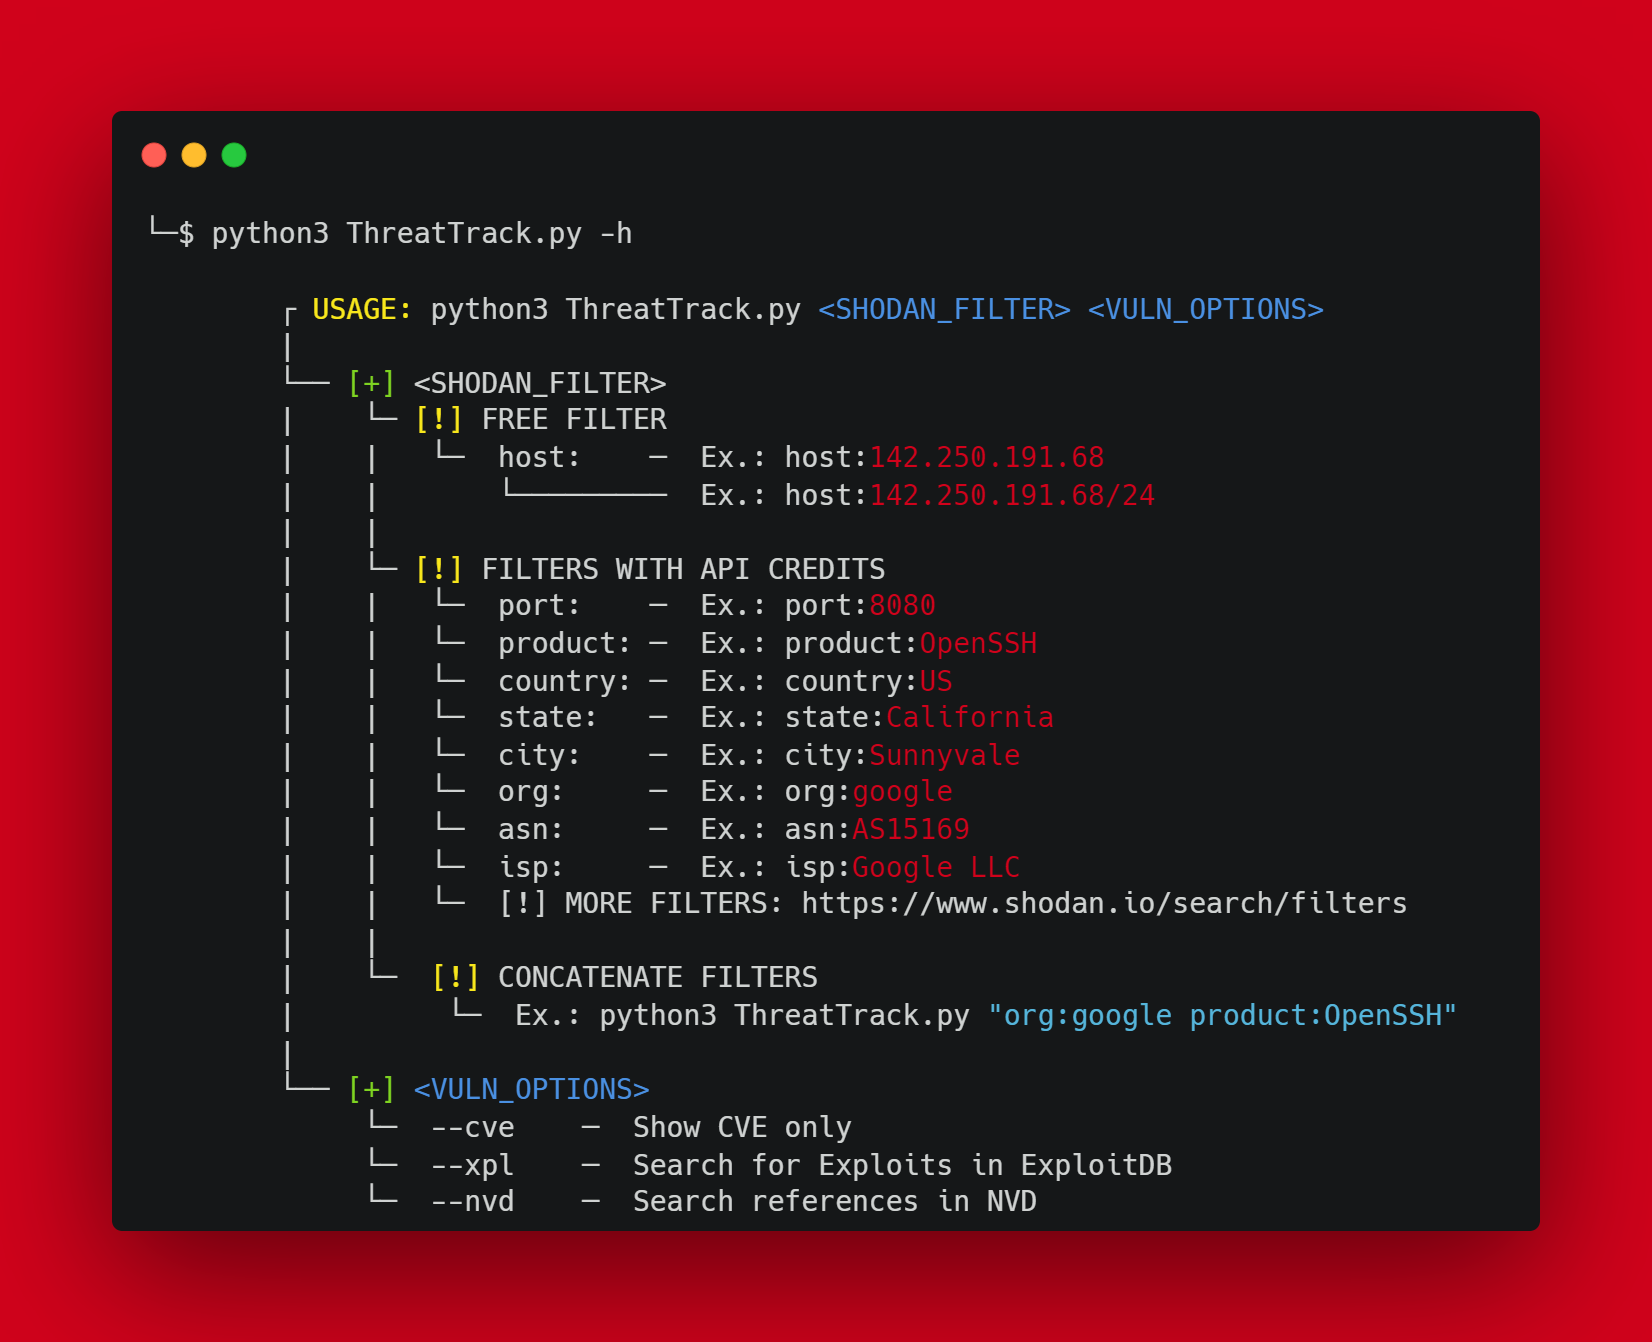 └─$ python3 ThreatTrack.py -h
┌ USAGE: python3 ThreatTrack.py <SHODAN_FILTER> <VULN_OPTIONS>
│
└── [+] <SHODAN_FILTER>
│    └─ [!] FREE FILTER
│    │   └─  host:    ─  Ex.: host:142.250.191.68
│    │       └─────────  Ex.: host:142.250.191.68/24
│    │
│    └─ [!] FILTERS WITH API CREDITS
│    │   └─  port:    ─  Ex.: port:8080
│    │   └─  product: ─  Ex.: product:OpenSSH
│    │   └─  country: ─  Ex.: country:US
│    │   └─  state:   ─  Ex.: state:California
│    │   └─  city:    ─  Ex.: city:Sunnyvale
│    │   └─  org:     ─  Ex.: org:google
│    │   └─  asn:     ─  Ex.: asn:AS15169
│    │   └─  isp:     ─  Ex.: isp:Google LLC
│    │   └─  [!] MORE FILTERS: https://www.shodan.io/search/filters
│    │
│    └─  [!] CONCATENATE FILTERS
│         └─  Ex.: python3 ThreatTrack.py "org:google product:OpenSSH"
│
└── [+] <VULN_OPTIONS>
     └─  --cve    ─  Show CVE only
     └─  --xpl    ─  Search for Exploits in ExploitDB
     └─  --nvd    ─  Search references in NVD